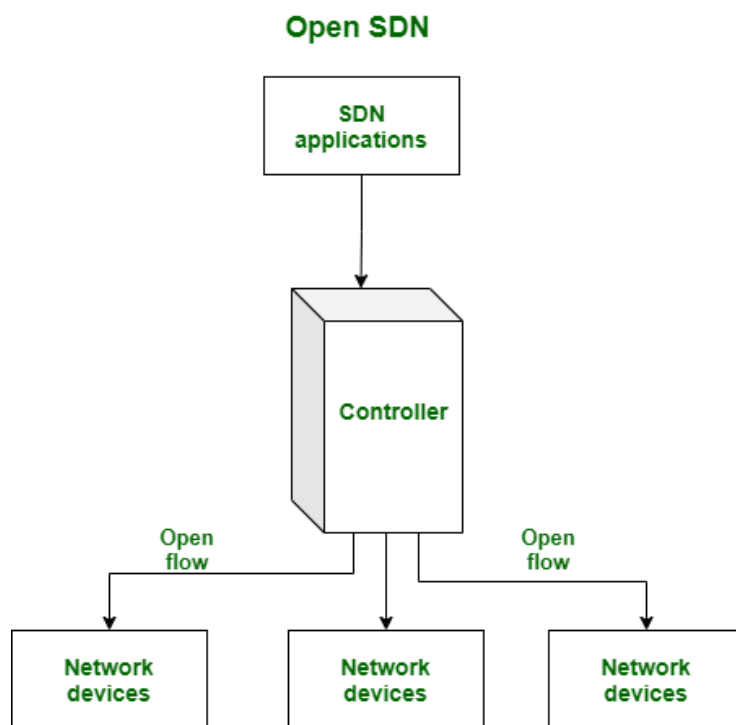 Open SDN
SDN
applications
Controller
Open
flow
Open
flow
Network
devices
Network
devices
Network
devices